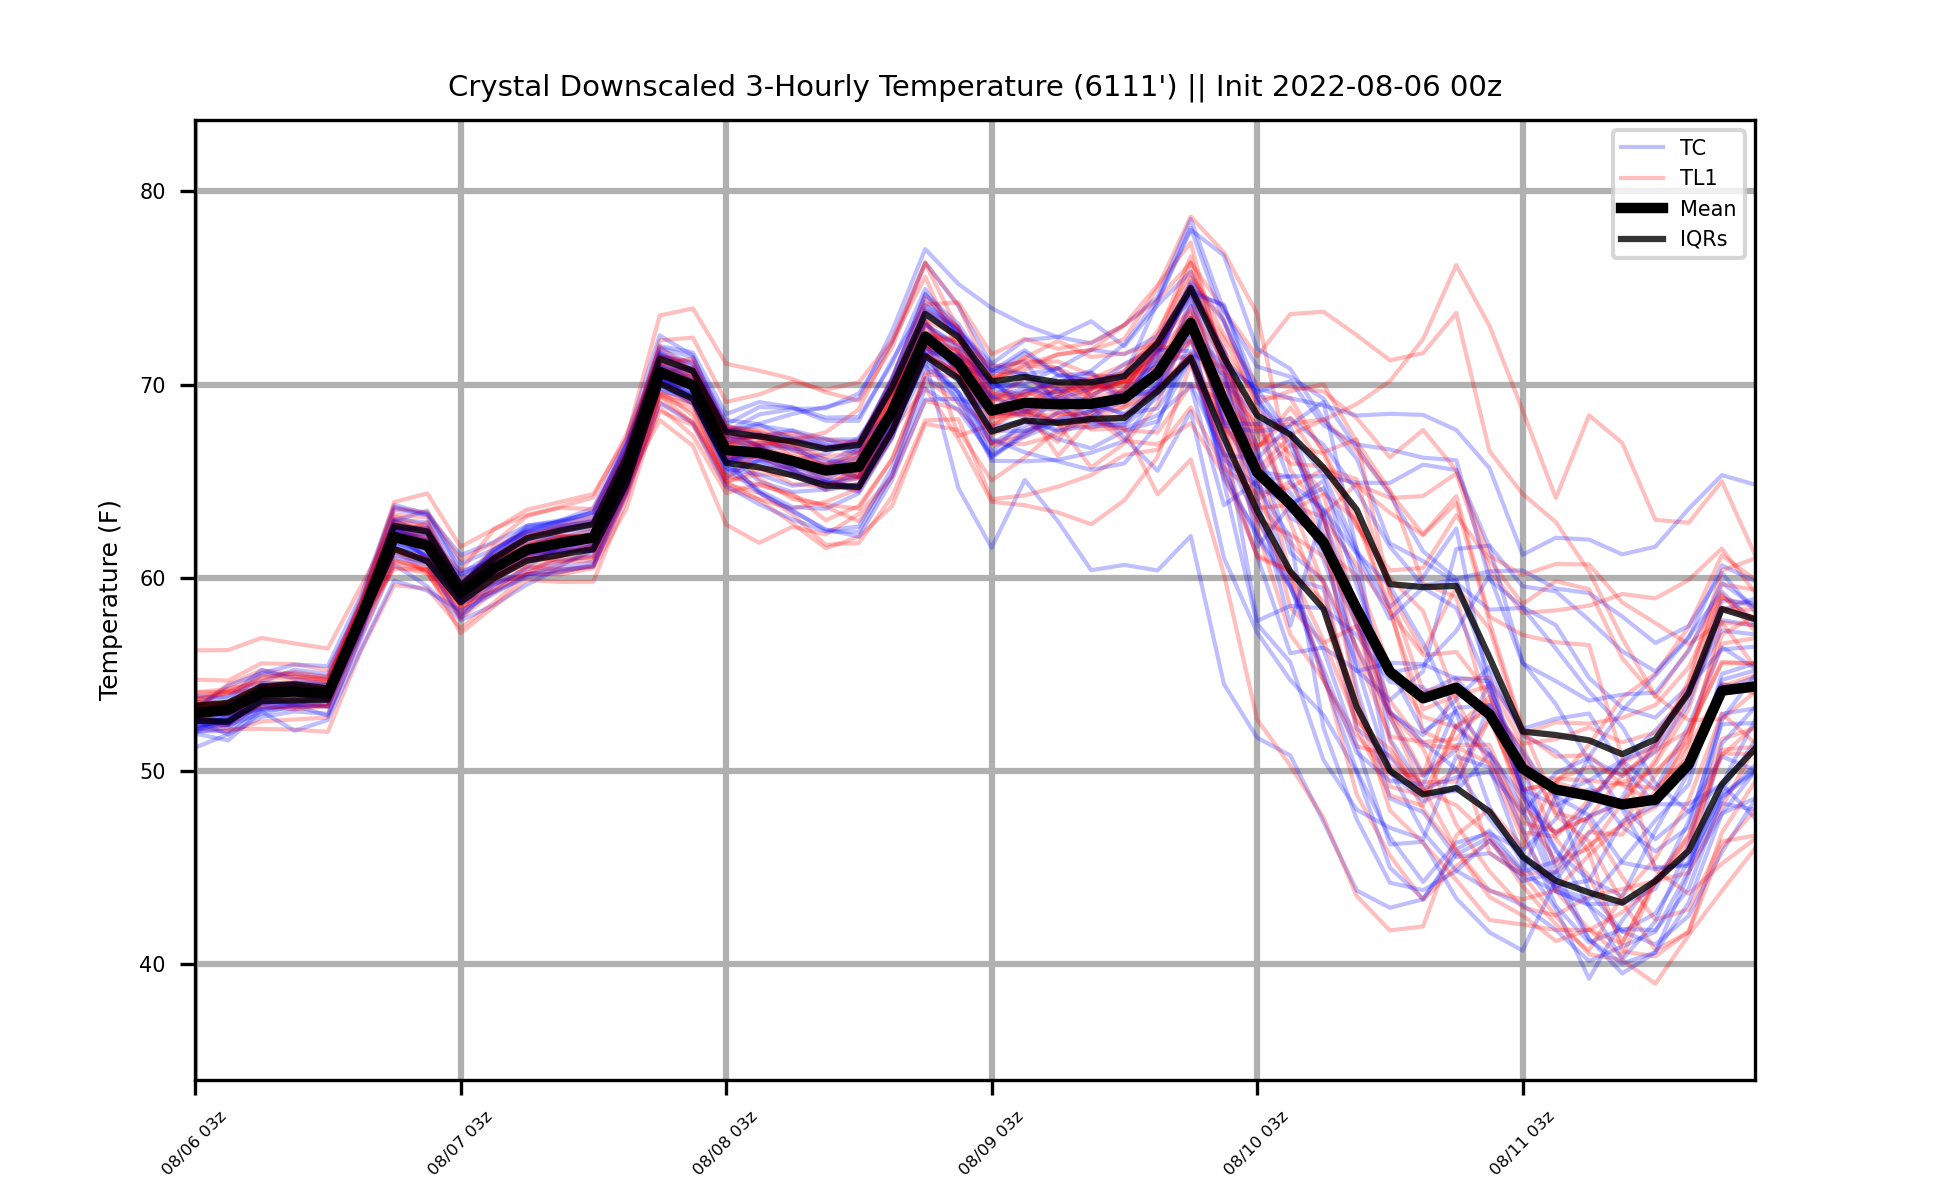 Crystal Downscaled 3-Hourly Temperature (6111') || Init 2022-08-06 00z
TC
TL1
Mean
IQRs
Temperature (F)
80
70
60
50
40
08/06 03z
08/07 03z
08/08 03z
08/09 03z
08/10 03z
08/11 03z